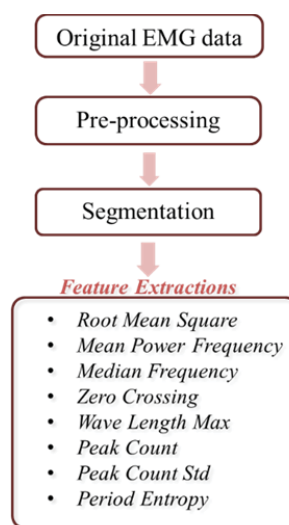 Original EMG data
Pre-processing
Segmentation
Feature Extractions
• Root Mean Square
• Mean Power Frequency
• Median Frequency
• Zero Crossing
• Wave Length Max
• Peak Count
• Peak Count Std
• Period Entropy